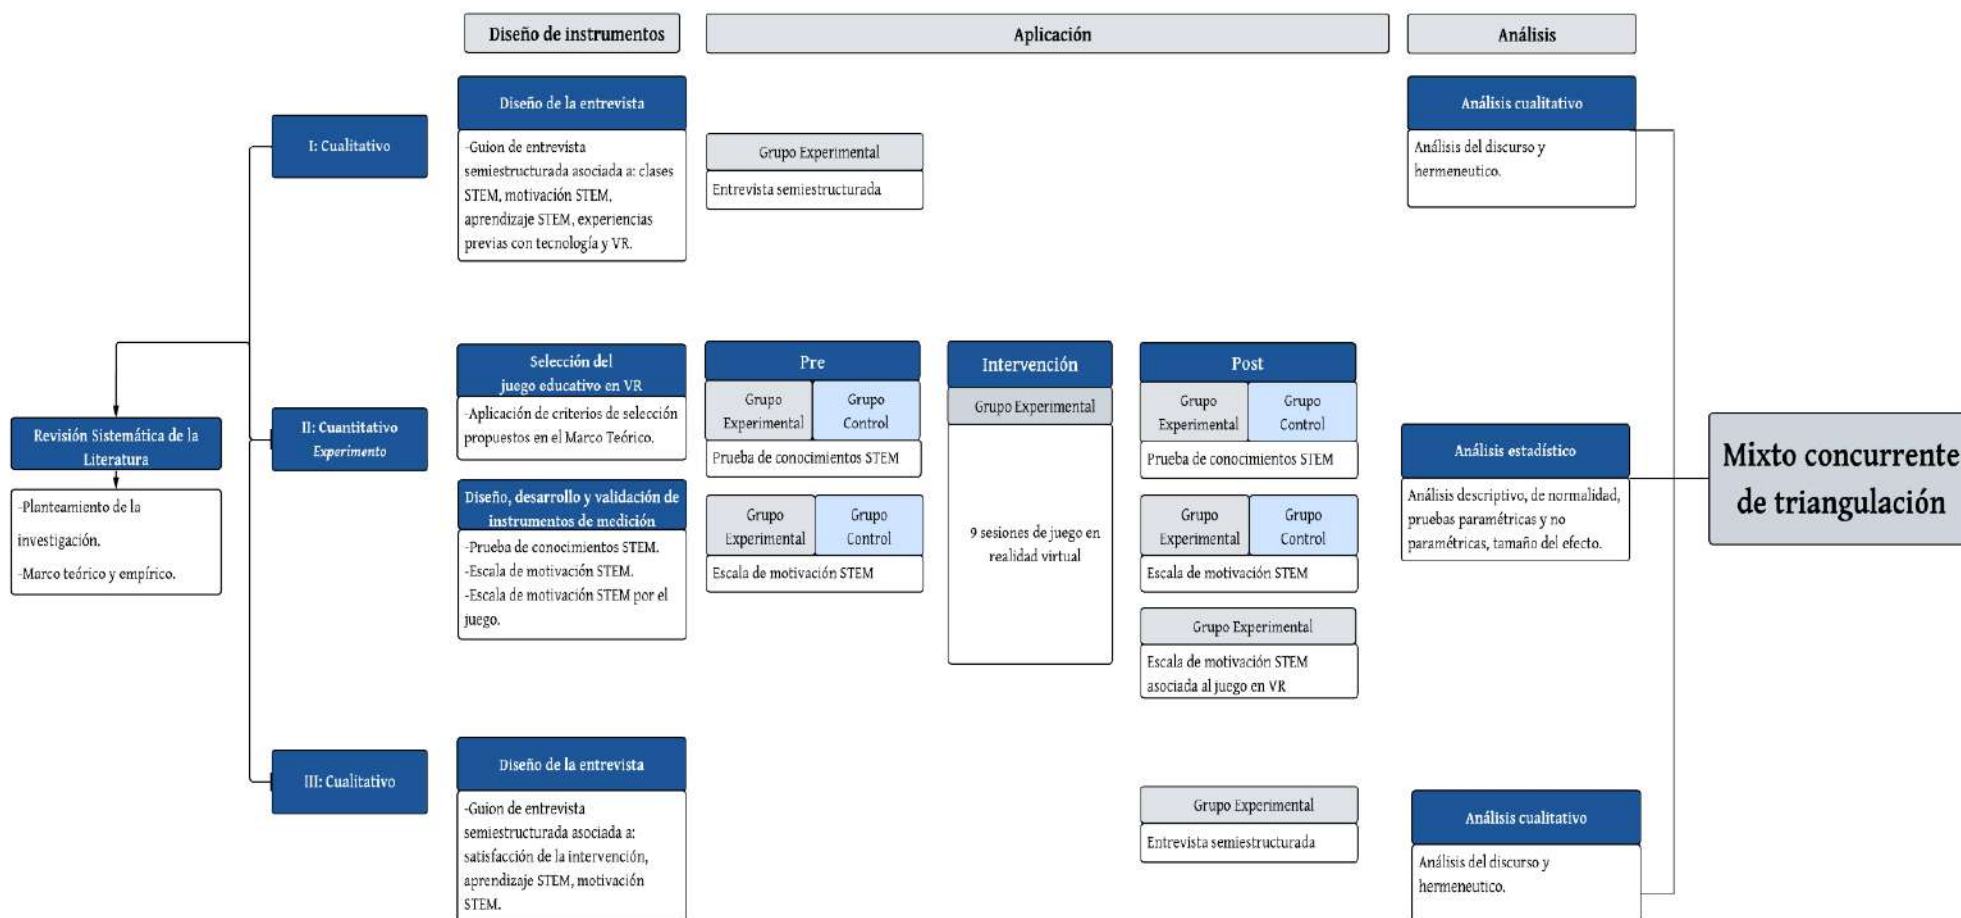 Diseño de instrumentos
Aplicación
Análisis
I: Cualitativo
Diseño de la entrevista
-Guion de entrevista
semiestructurada asociada a: clases
STEM, motivación STEM,
aprendizaje STEM, experiencias
previas con tecnología y VR.
Grupo Experimental
Entrevista semiestructurada
Análisis cualitativo
Análisis del discurso y
hermeneutico.
Revisión Sistemática de la
Literatura
-Planteamiento de la
investigación.
-Marco teórico y empírico.
II: Cuantitativo
Experimento
Selección del
juego educativo en VR
-Aplicación de criterios de selección
propuestos en el Marco Teórico.
Diseño, desarrollo y validación de
instrumentos de medición
-Prueba de conocimientos STEM.
-Escala de motivación STEM.
-Escala de motivación STEM por el
juego.
Pre
Grupo
Experimental
Grupo
Control
Prueba de conocimientos STEM
Grupo
Experimental
Grupo
Control
Escala de motivación STEM
Intervención
Grupo Experimental
9 sesiones de juego en
realidad virtual
Post
Grupo
Experimental
Grupo
Control
Prueba de conocimientos STEM
Grupo
Experimental
Grupo
Control
Escala de motivación STEM
Grupo Experimental
Escala de motivación STEM
asociada al juego en VR
Análisis estadístico
Análisis descriptivo, de normalidad,
pruebas paramétricas y no
paramétricas, tamaño del efecto.
Mixto concurrente
de triangulación
III: Cualitativo
Diseño de la entrevista
-Guion de entrevista
semiestructurada asociada a:
satisfacción de la intervención,
aprendizaje STEM, motivación
STEM.
Grupo Experimental
Entrevista semiestructurada
Análisis cualitativo
Análisis del discurso y
hermeneutico.